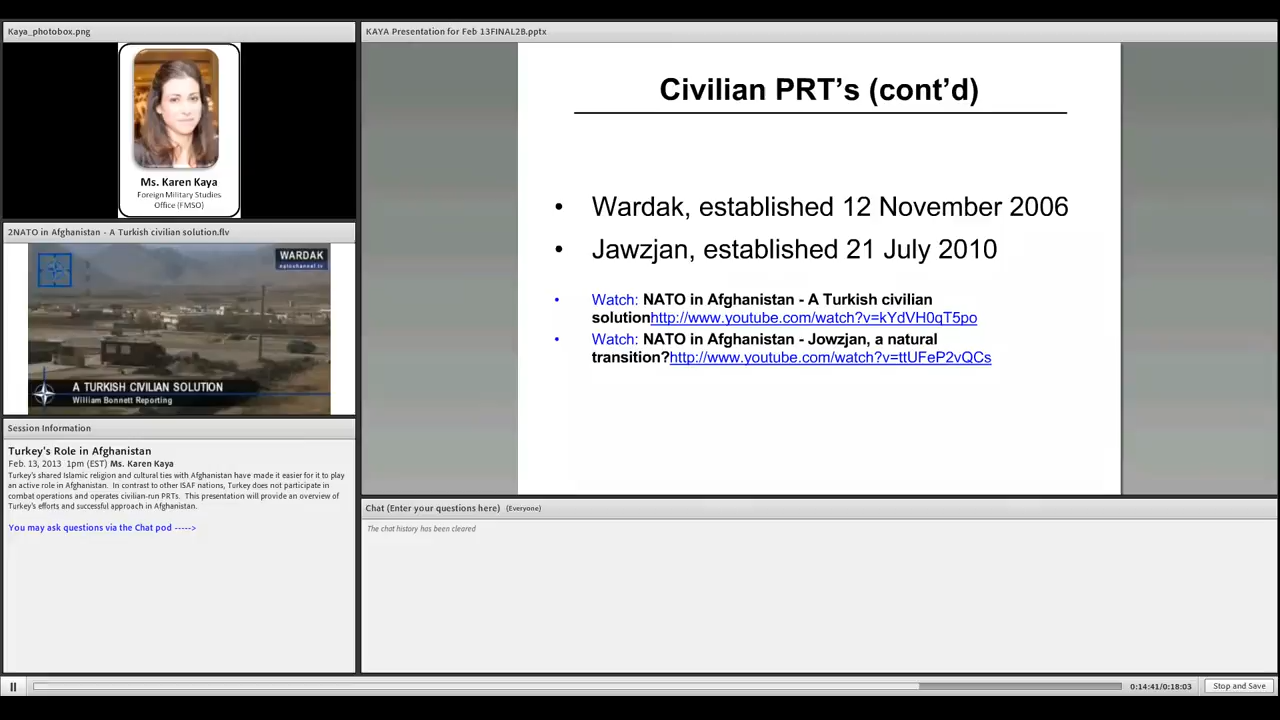 Kaya_photobox.png
Ms. Karen Kaya
Foreign Military Studies
Office (FMSO)
2NATO in Afghanistan - A Turkish civilian solution.flv
WARDAK
natochannel.tv
A TURKISH CIVILIAN SOLUTION
William Bonnett Reporting
Session Information
Turkey's Role in Afghanistan
Feb. 13, 2013  1pm (EST) Ms. Karen Kaya
Turkey's shared Islamic religion and cultural ties with Afghanistan have made it easier for it to play
an active role in Afghanistan.  In contrast to other ISAF nations, Turkey does not participate in
combat operations and operates civilian-run PRTs.  This presentation will provide an overview of
Turkey's efforts and successful approach in Afghanistan.
You may ask questions via the Chat pod ----->
KAYA Presentation for Feb 13FINAL2B.pptx
Civilian PRT’s (cont’d)
• Wardak, established 12 November 2006
• Jawzjan, established 21 July 2010
• Watch: NATO in Afghanistan - A Turkish civilian
solutionhttp://www.youtube.com/watch?v=kYdVH0qT5po
• Watch: NATO in Afghanistan - Jowzjan, a natural
transition?http://www.youtube.com/watch?v=ttUFeP2vQCs
Chat (Enter your questions here)  (Everyone)
The chat history has been cleared
0:14:41/0:18:03
Stop and Save